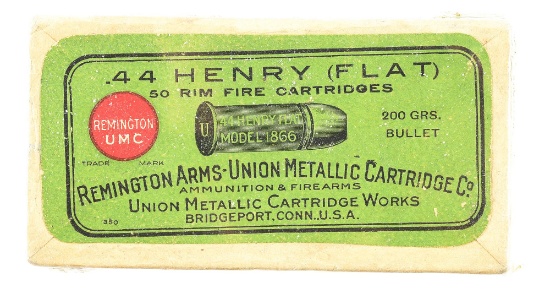 .44 HENRY (FLAT)
50 RIM FIRE CARTRIDGES
REMINGTON
UMC
TRADE MARK
U
44 HENRY FLAT
MODEL 1866
200 GRS.
BULLET
REMINGTON ARMS-UNION METALLIC CARTRIDGE CO.
AMMUNITION & FIREARMS
UNION METALLIC CARTRIDGE WORKS
BRIDGEPORT, CONN. U.S.A.